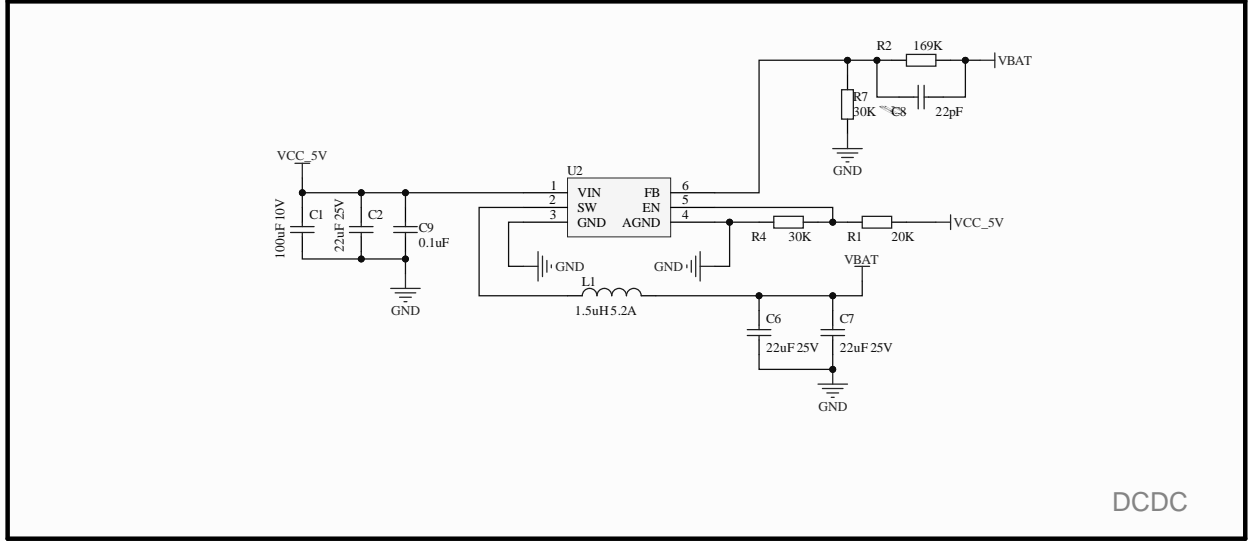 R2 169K
VBAT
R7
30K
C8 22pF
GND
VCC_5V
U2
1 VIN FB 6
2 SW EN 5
3 GND AGND 4
100uF 10V
C1
22uF 25V
C2
C9
0.1uF
R4 30K
R1 20K
VCC_5V
GND
GND
VBAT
L1
1.5uH 5.2A
GND
C6
22uF 25V
C7
22uF 25V
GND
DCDC